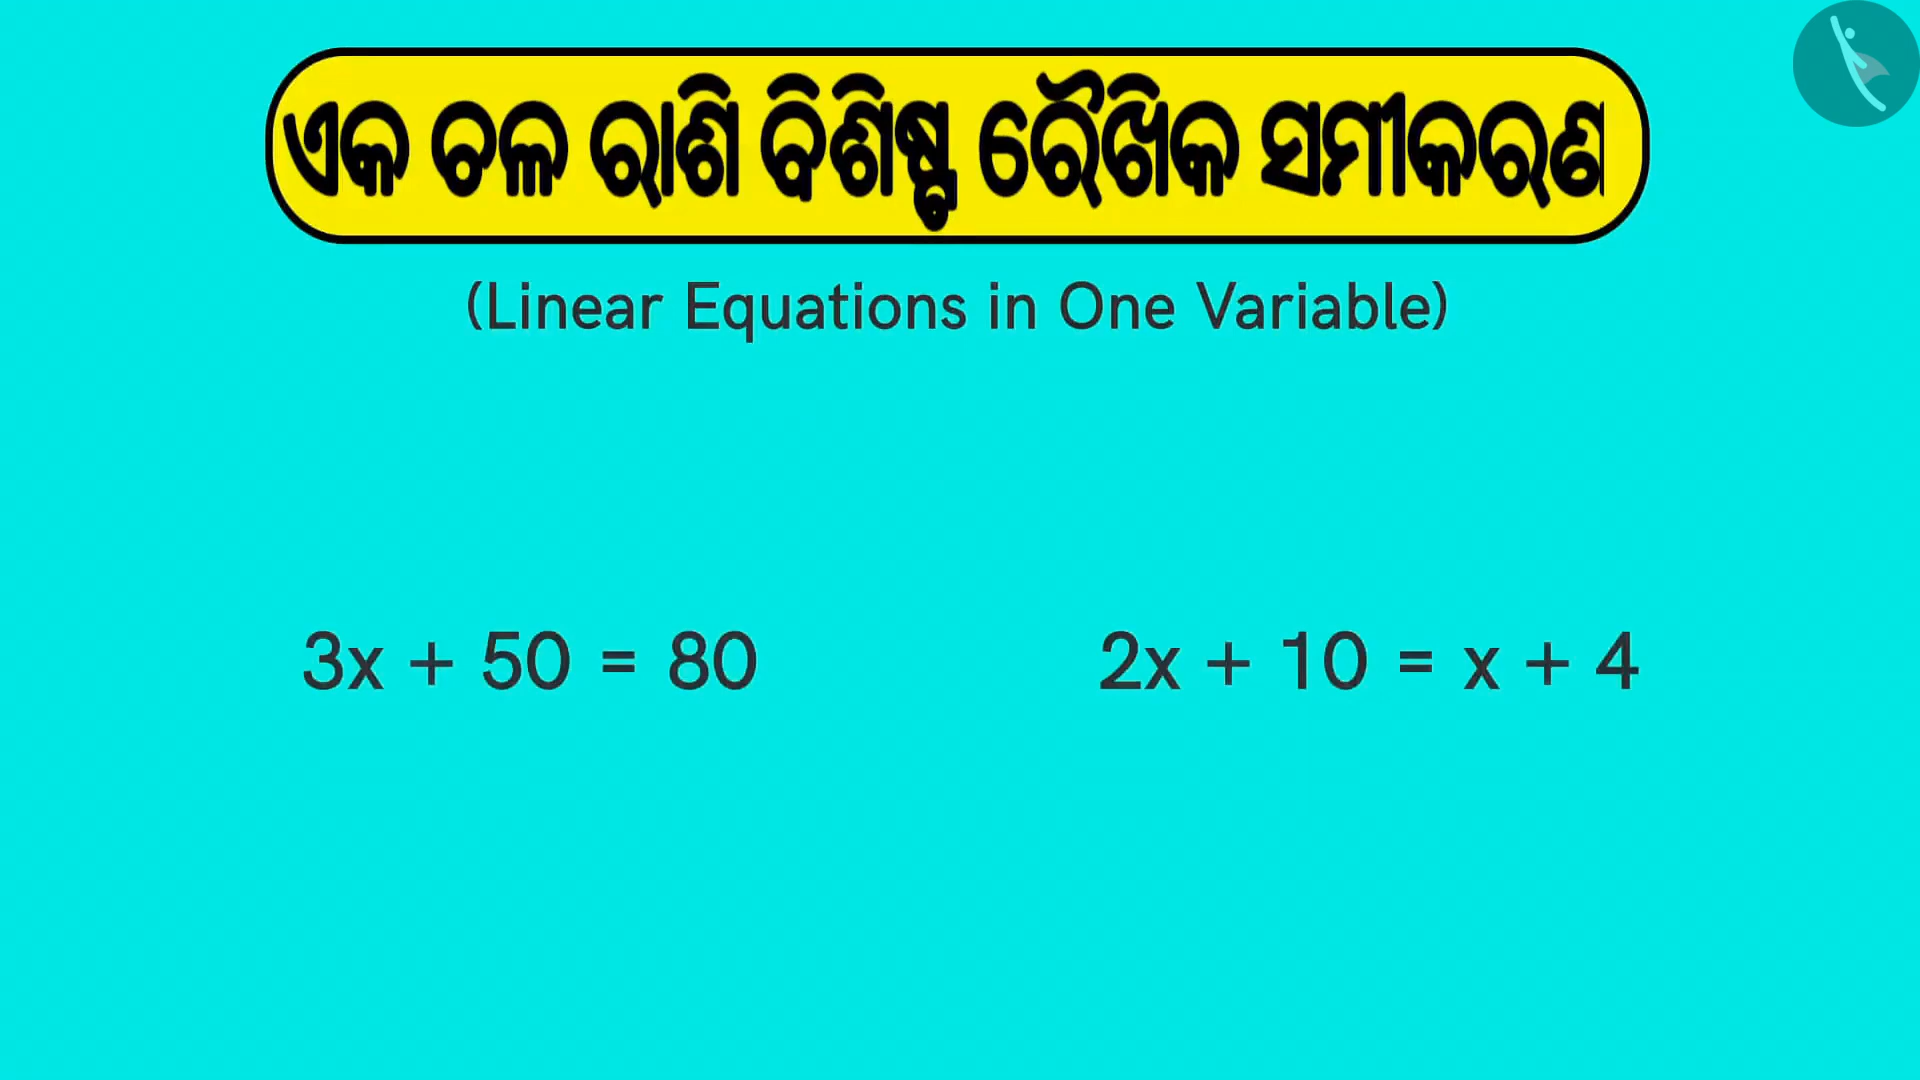 ଏକ ଚଳ ରାଶି ବିଶିଷ୍ଟ ରୈଖିକ ସମୀକରଣ
(Linear Equations in One Variable)
3x + 50 = 80
2x + 10 = x + 4